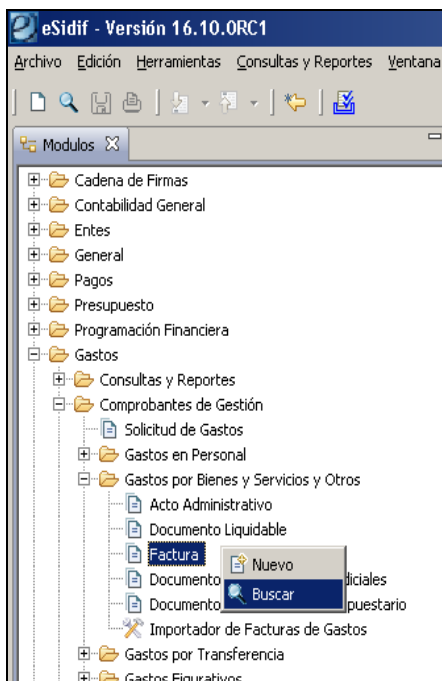 eSidif - Versión 16.10.0RC1
Archivo Edición Herramientas Consultas y Reportes Ventana
Modulos
Cadena de Firmas
Contabilidad General
Entes
General
Pagos
Presupuesto
Programación Financiera
Gastos
Consultas y Reportes
Comprobantes de Gestión
Solicitud de Gastos
Gastos en Personal
Gastos por Bienes y Servicios y Otros
Acto Administrativo
Documento Liquidable
Factura
Nuevo
Documento diciales
Buscar
Documento puestario
Importador de Facturas de Gastos
Gastos por Transferencia
Gastos Figurativos